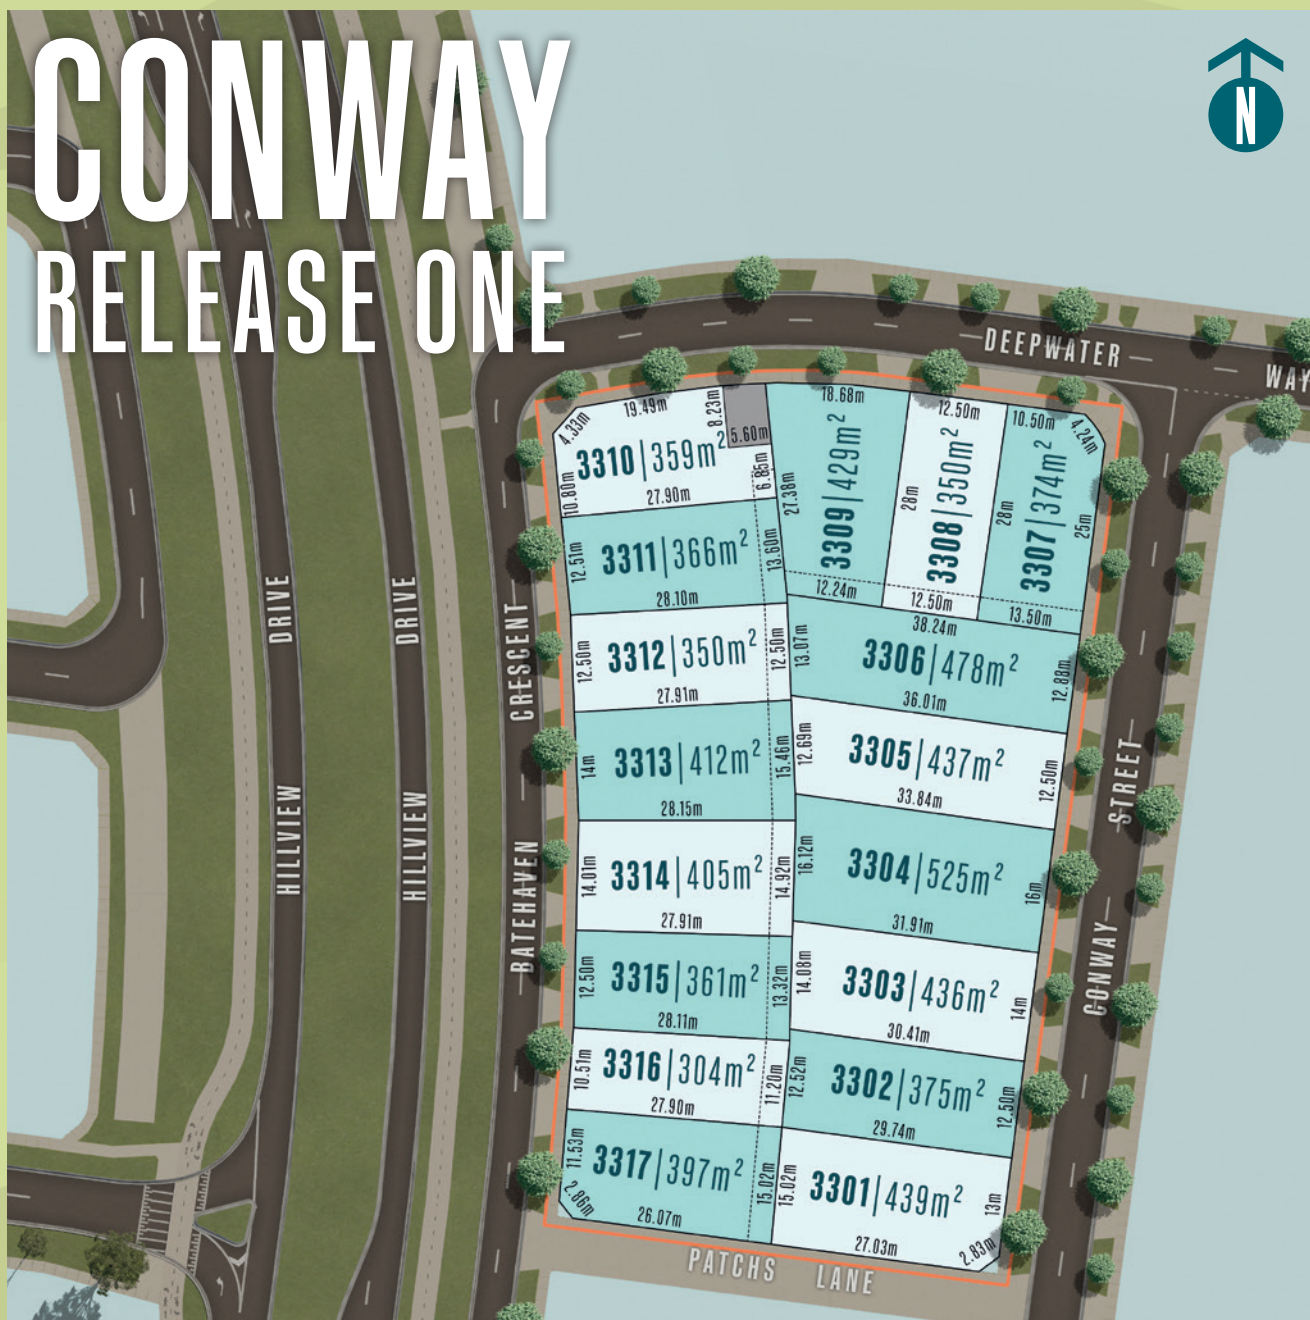 CONWAY
RELEASE ONE
N
DEEPWATER
WAY
HILLVIEW DRIVE
HILLVIEW DRIVE
BATEHAVEN CRESCENT
CONWAY STREET
PATCHS LANE
4.33m
19.49m
8.23m
5.60m
3310|359m²
10.80m
6.85m
27.90m
3311|366m²
12.51m
13.60m
28.10m
3312|350m²
12.50m
12.50m
27.91m
3313|412m²
14m
15.46m
28.15m
3314|405m²
14.01m
14.92m
27.91m
3315|361m²
12.50m
13.32m
28.11m
3316|304m²
10.51m
11.20m
27.90m
3317|397m²
11.53m
2.86m
15.02m
26.07m
18.68m
27.38m
3309|429m²
12.24m
12.50m
28m
3308|350m²
12.50m
10.50m
4.24m
28m
3307|374m²
25m
13.50m
38.24m
13.07m
3306|478m²
12.88m
36.01m
12.69m
3305|437m²
12.50m
33.84m
16.12m
3304|525m²
16m
31.91m
14.08m
3303|436m²
14m
30.41m
12.52m
3302|375m²
12.50m
29.74m
15.02m
3301|439m²
13m
2.83m
27.03m